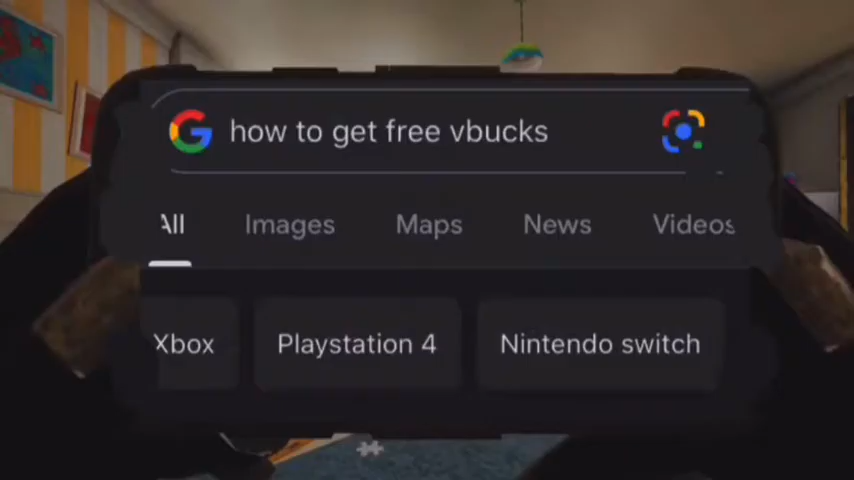 how to get free vbucks
All Images Maps News Videos
Xbox Playstation 4 Nintendo switch